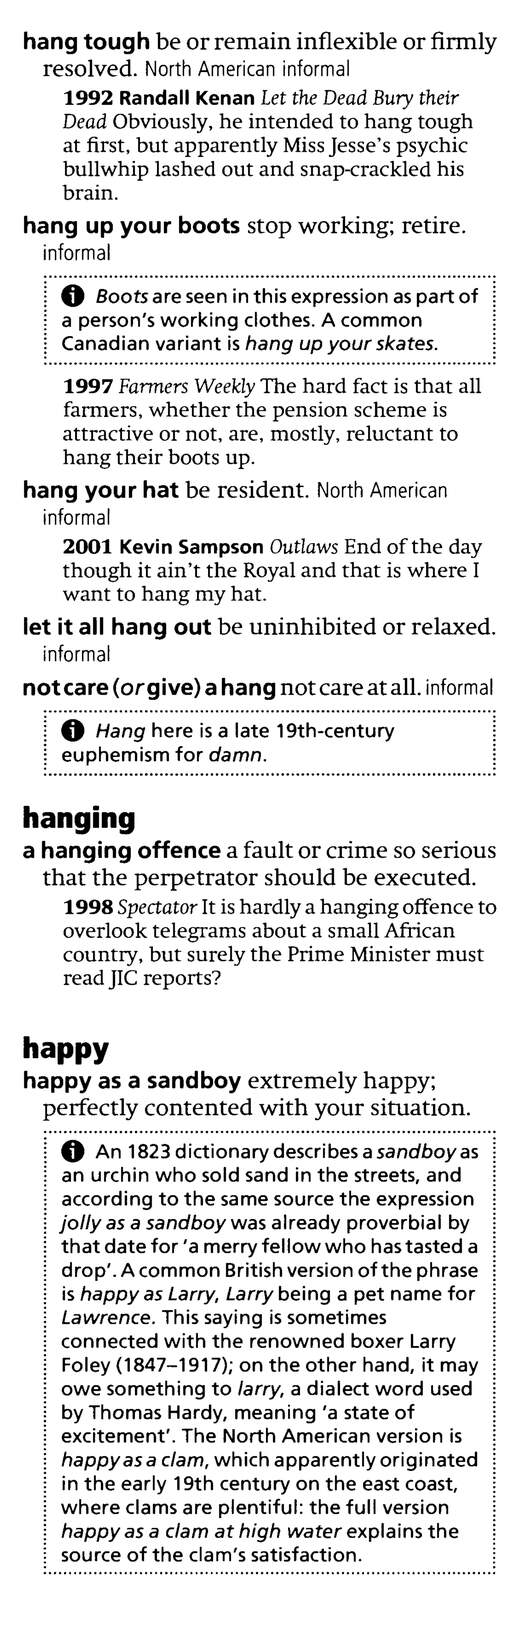 hang tough be or remain inflexible or firmly
resolved. North American informal
1992 Randall Kenan Let the Dead Bury their
Dead Obviously, he intended to hang tough
at first, but apparently Miss Jesse's psychic
bullwhip lashed out and snap-crackled his
brain.
hang up your boots stop working; retire.
informal
Boots are seen in this expression as part of
a person's working clothes. A common
Canadian variant is hang up your skates.
1997 Farmers Weekly The hard fact is that all
farmers, whether the pension scheme is
attractive or not, are, mostly, reluctant to
hang their boots up.
hang your hat be resident. North American
informal
2001 Kevin Sampson Outlaws End of the day
though it ain't the Royal and that is where I
want to hang my hat.
let it all hang out be uninhibited or relaxed.
informal
not care (or give) a hang not care at all. informal
Hang here is a late 19th-century
euphemism for damn.
hanging
a hanging offence a fault or crime so serious
that the perpetrator should be executed.
1998 Spectator It is hardly a hanging offence to
overlook telegrams about a small African
country, but surely the Prime Minister must
read JIC reports?
happy
happy as a sandboy extremely happy;
perfectly contented with your situation.
An 1823 dictionary describes a sandboy as
an urchin who sold sand in the streets, and
according to the same source the expression
jolly as a sandboy was already proverbial by
that date for 'a merry fellow who has tasted a
drop'. A common British version of the phrase
is happy as Larry, Larry being a pet name for
Lawrence. This saying is sometimes
connected with the renowned boxer Larry
Foley (1847–1917); on the other hand, it may
owe something to larry, a dialect word used
by Thomas Hardy, meaning 'a state of
excitement'. The North American version is
happy as a clam, which apparently originated
in the early 19th century on the east coast,
where clams are plentiful: the full version
happy as a clam at high water explains the
source of the clam's satisfaction.